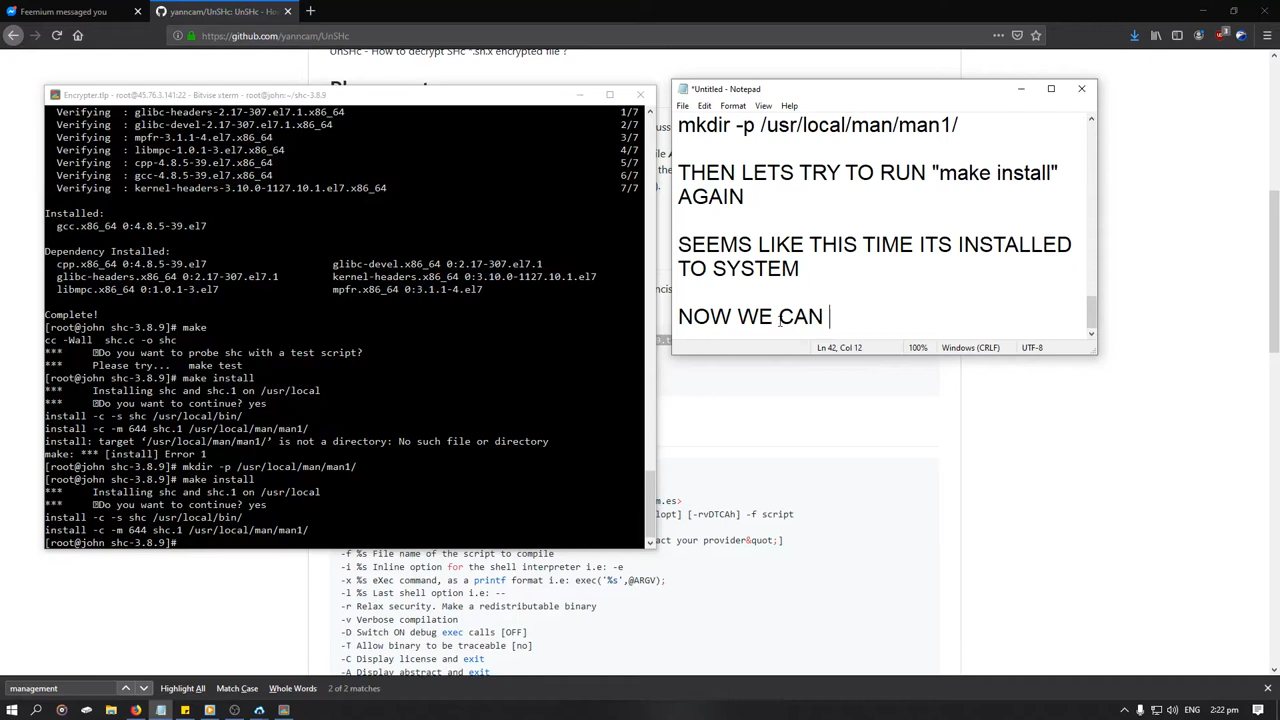 Feemium messaged you
yanncam/UnSHc: UnSHc - Ho
https://github.com/yanncam/UnSHc
UnSHc - How to decrypt SHc *.sh.x encrypted file ?
Encrypter.tlp - root@45.76.3.141:22 - Bitvise xterm - root@john:~/shc-3.8.9
Verifying : glibc-headers-2.17-307.el7.1.x86_64 1/7
Verifying : glibc-devel-2.17-307.el7.1.x86_64 2/7
Verifying : mpfr-3.1.1-4.el7.x86_64 3/7
Verifying : libmpc-1.0.1-3.el7.x86_64 4/7
Verifying : cpp-4.8.5-39.el7.x86_64 5/7
Verifying : gcc-4.8.5-39.el7.x86_64 6/7
Verifying : kernel-headers-3.10.0-1127.10.1.el7.x86_64 7/7
Installed:
gcc.x86_64 0:4.8.5-39.el7
Dependency Installed:
cpp.x86_64 0:4.8.5-39.el7 glibc-devel.x86_64 0:2.17-307.el7.1
glibc-headers.x86_64 0:2.17-307.el7.1 kernel-headers.x86_64 0:3.10.0-1127.10.1.el7
libmpc.x86_64 0:1.0.1-3.el7 mpfr.x86_64 0:3.1.1-4.el7
Complete!
[root@john shc-3.8.9]# make
cc -Wall shc.c -o shc
*** Do you want to probe shc with a test script?
*** Please try... make test
[root@john shc-3.8.9]# make install
*** Installing shc and shc.1 on /usr/local
*** Do you want to continue? yes
install -c -s shc /usr/local/bin/
install -c -m 644 shc.1 /usr/local/man/man1/
install: target ‘/usr/local/man/man1/’ is not a directory: No such file or directory
make: *** [install] Error 1
[root@john shc-3.8.9]# mkdir -p /usr/local/man/man1/
[root@john shc-3.8.9]# make install
*** Installing shc and shc.1 on /usr/local
*** Do you want to continue? yes
install -c -s shc /usr/local/bin/
install -c -m 644 shc.1 /usr/local/man/man1/
[root@john shc-3.8.9]#
*Untitled - Notepad
File Edit Format View Help
mkdir -p /usr/local/man/man1/
THEN LETS TRY TO RUN "make install"
AGAIN
SEEMS LIKE THIS TIME ITS INSTALLED
TO SYSTEM
NOW WE CAN
Ln 42, Col 12 100% Windows (CRLF) UTF-8
m.es>
[-rvDTCAh] -f script
act your provider&quot;]
-f %s File name of the script to compile
-i %s Inline option for the shell interpreter i.e: -e
-x %s eXec command, as a printf format i.e: exec('%s',@ARGV);
-l %s Last shell option i.e: --
-r Relax security. Make a redistributable binary
-v Verbose compilation
-D Switch ON debug exec calls [OFF]
-T Allow binary to be traceable [no]
-C Display license and exit
-A Display abstract and exit
management Highlight All Match Case Whole Words 2 of 2 matches
ENG 2:22 pm